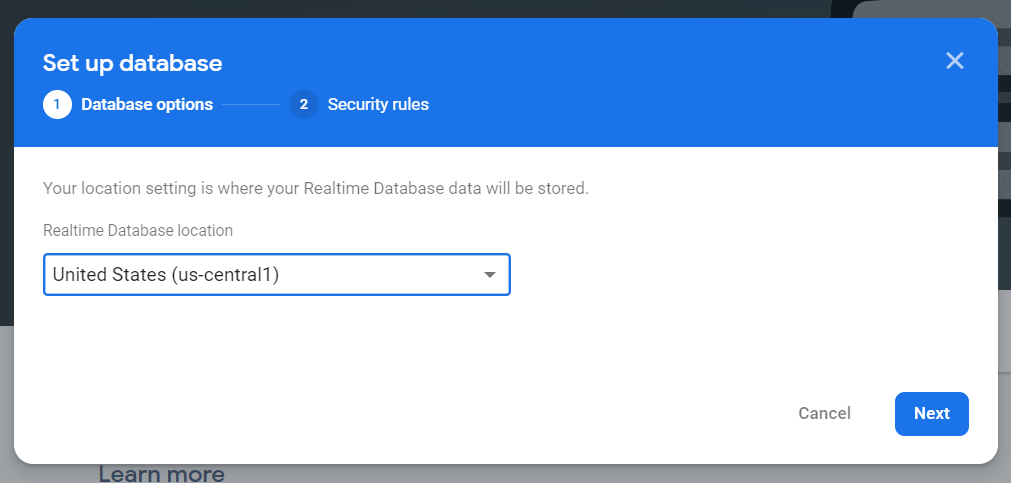 Set up database
1 Database options 2 Security rules
Your location setting is where your Realtime Database data will be stored.
Realtime Database location
United States (us-central1)
Cancel Next
Learn more